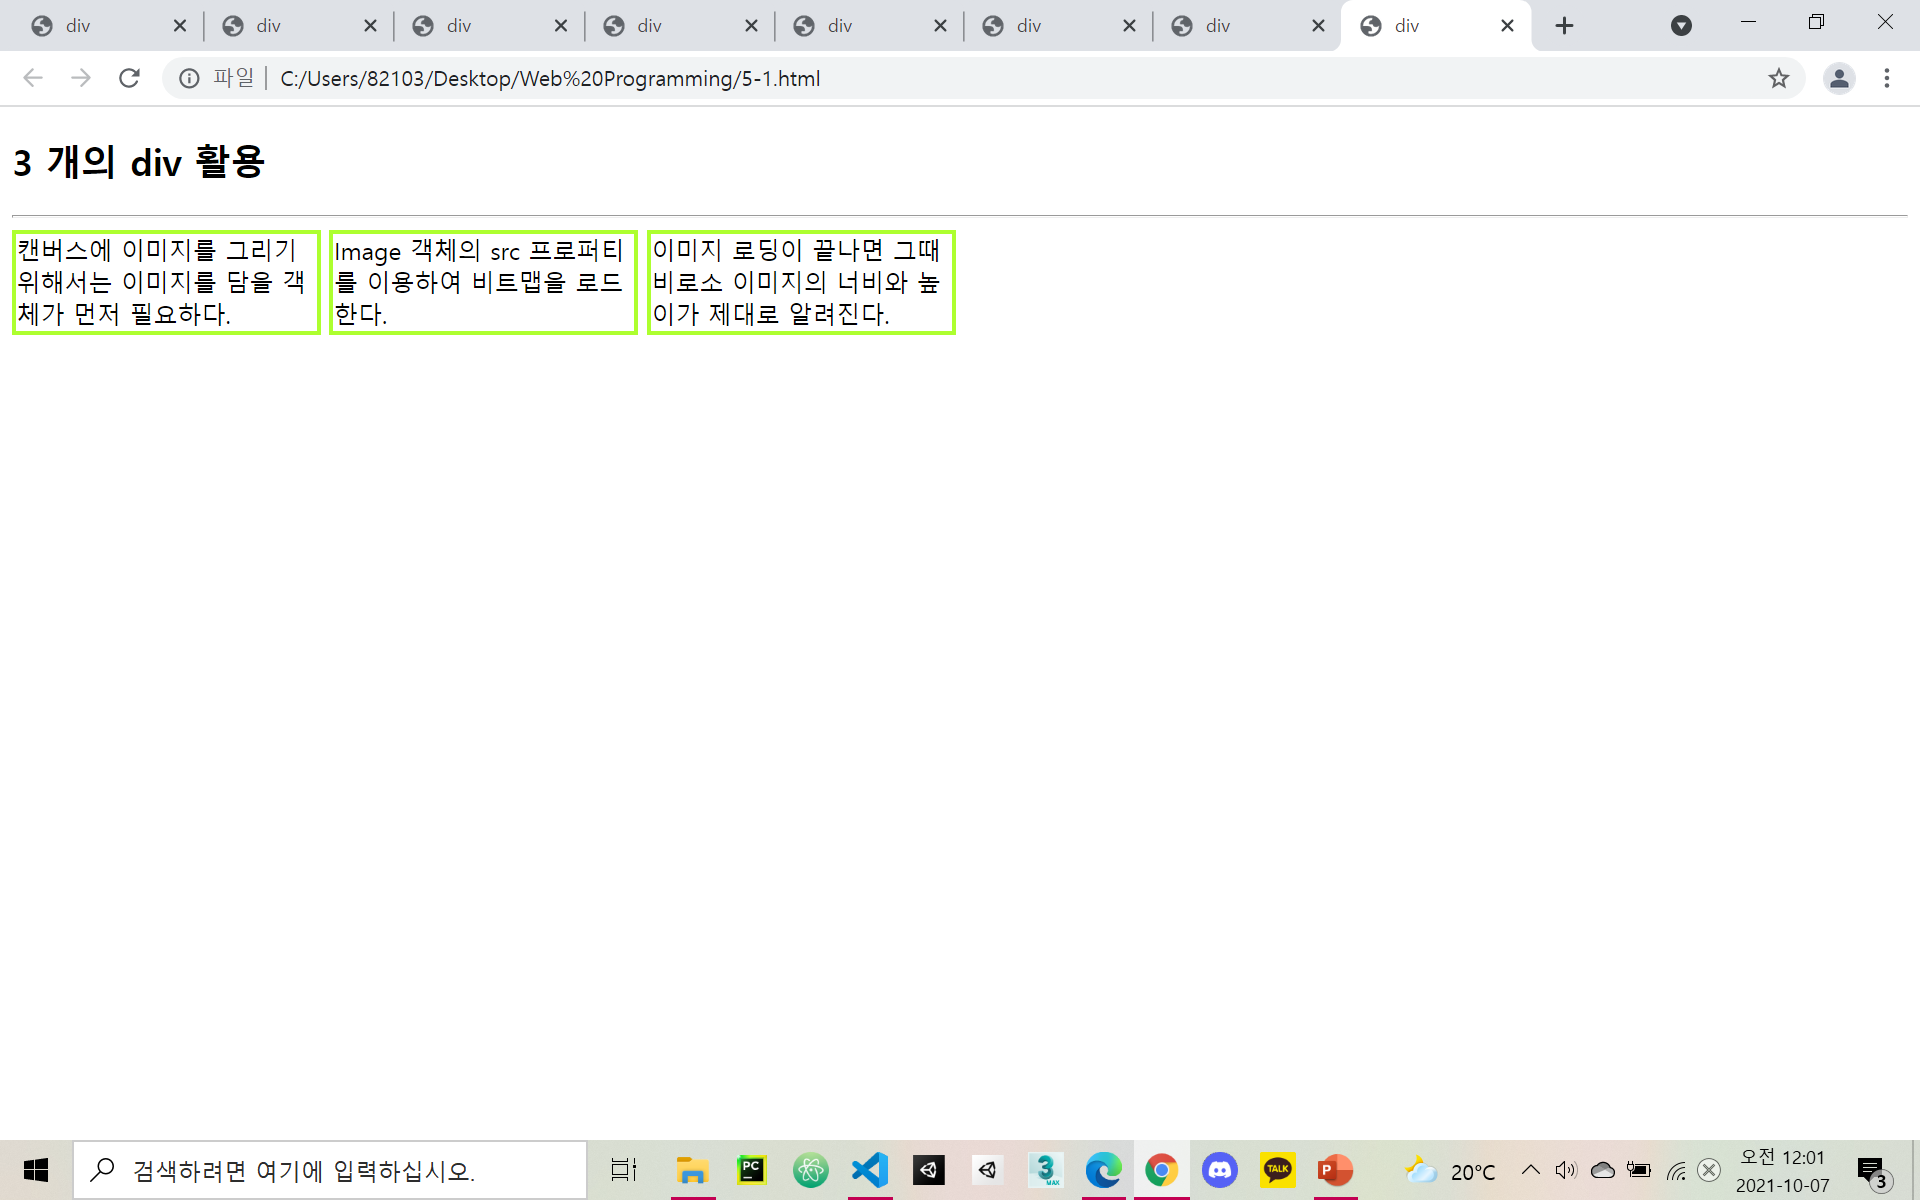 div
div
div
div
div
div
div
div
파일 C:/Users/82103/Desktop/Web%20Programming/5-1.html
3 개의 div 활용
캔버스에 이미지를 그리기
위해서는 이미지를 담을 객
체가 먼저 필요하다.
Image 객체의 src 프로퍼티
를 이용하여 비트맵을 로드
한다.
이미지 로딩이 끝나면 그때
비로소 이미지의 너비와 높
이가 제대로 알려진다.
검색하려면 여기에 입력하십시오.
PC
3
MAX
TALK
P
20°C
오전 12:01
2021-10-07
3